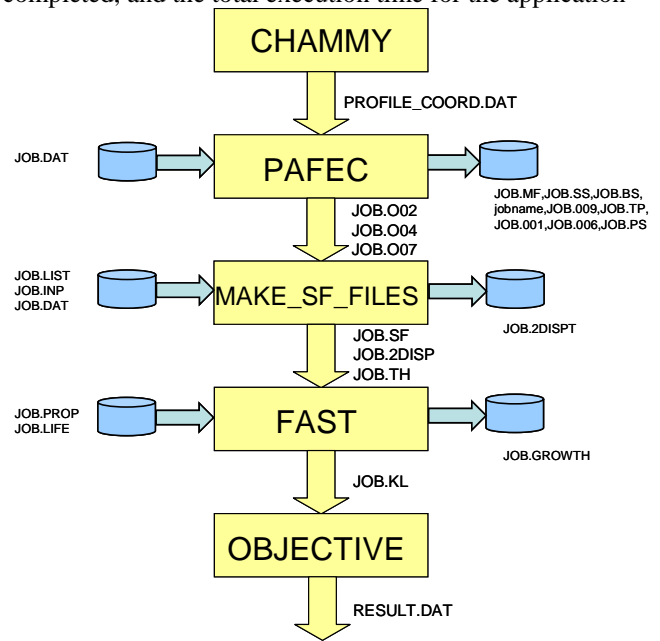 completed, and the total execution time for the application
CHAMMY
PROFILE_COORD.DAT
JOB.DAT
PAFEC
JOB.MF,JOB.SS,JOB.BS,
jobname,JOB.009,JOB.TP,
JOB.001,JOB.006,JOB.PS
JOB.O02
JOB.O04
JOB.O07
JOB.LIST
JOB.INP
JOB.DAT
MAKE_SF_FILES
JOB.2DISPT
JOB.SF
JOB.2DISP
JOB.TH
JOB.PROP
JOB.LIFE
FAST
JOB.GROWTH
JOB.KL
OBJECTIVE
RESULT.DAT